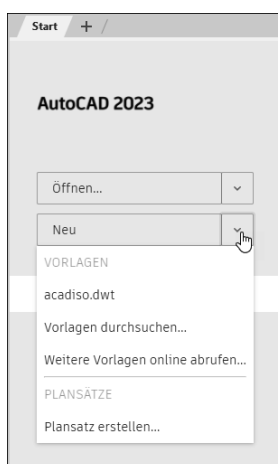 Start
AutoCAD 2023
Öffnen...
Neu
VORLAGEN
acadiso.dwt
Vorlagen durchsuchen...
Weitere Vorlagen online abrufen...
PLANSÄTZE
Plansatz erstellen...